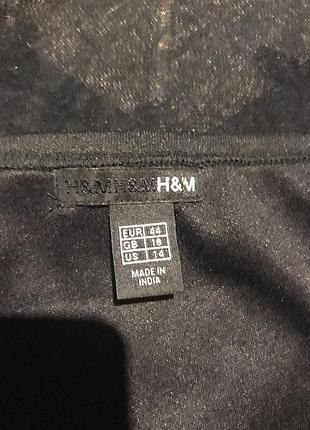 H&MH&MH&M
EUR 44
GB 18
US 14
MADE IN
INDIA